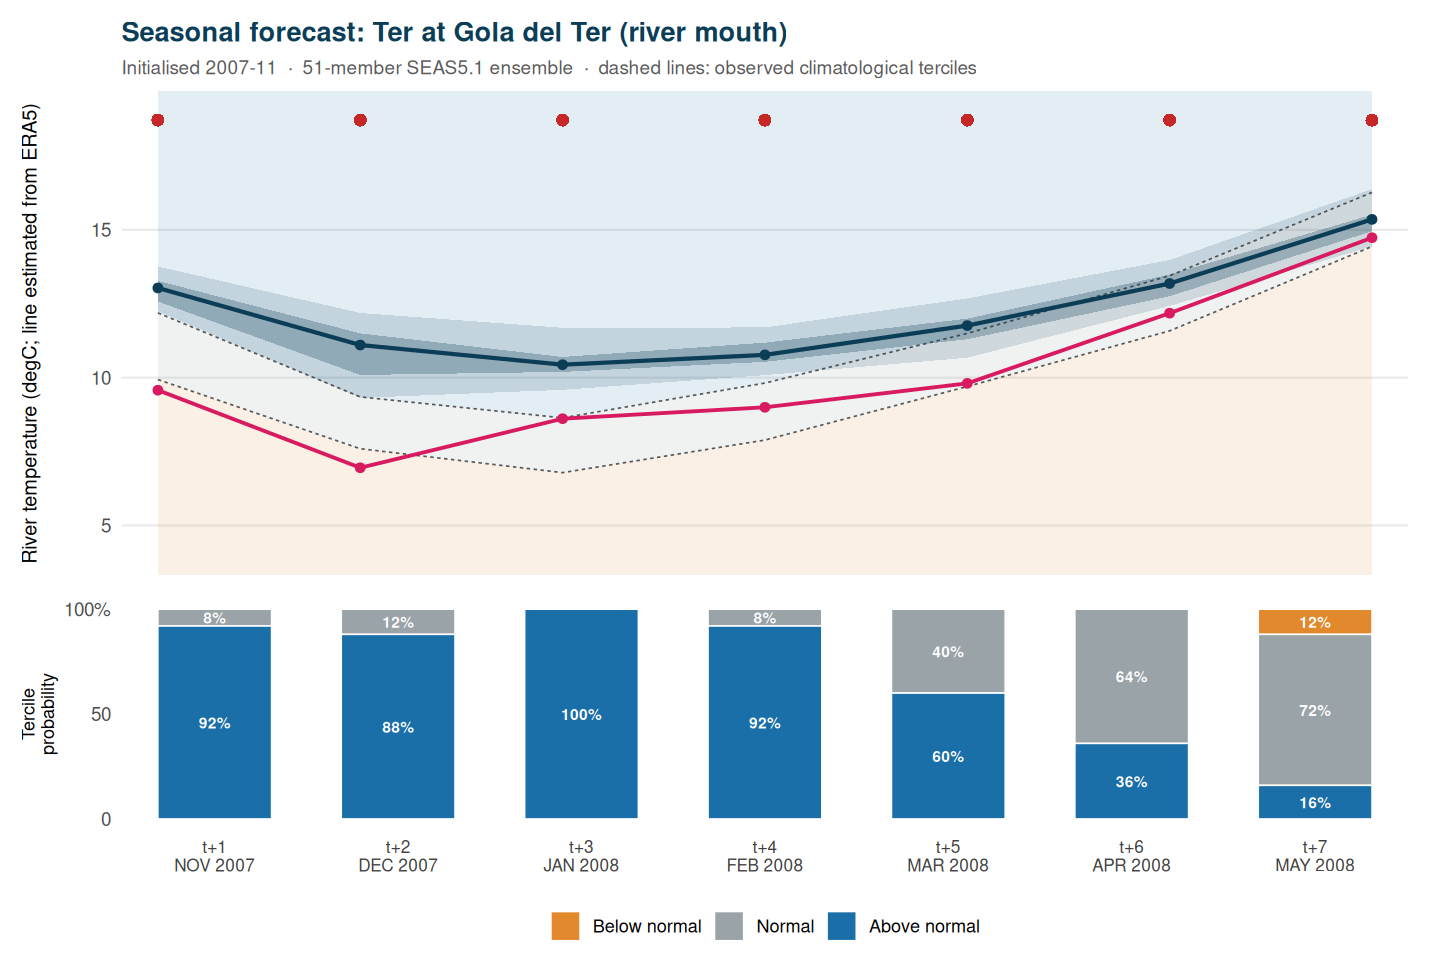 Seasonal forecast: Ter at Gola del Ter (river mouth)
Initialised 2007-11 · 51-member SEAS5.1 ensemble · dashed lines: observed climatological terciles
River temperature (degC; line estimated from ERA5)
15
10
5
Tercile
probability
100%
50
0
8%
92%
12%
88%
100%
8%
92%
40%
60%
64%
36%
12%
72%
16%
t+1
NOV 2007
t+2
DEC 2007
t+3
JAN 2008
t+4
FEB 2008
t+5
MAR 2008
t+6
APR 2008
t+7
MAY 2008
Below normal
Normal
Above normal